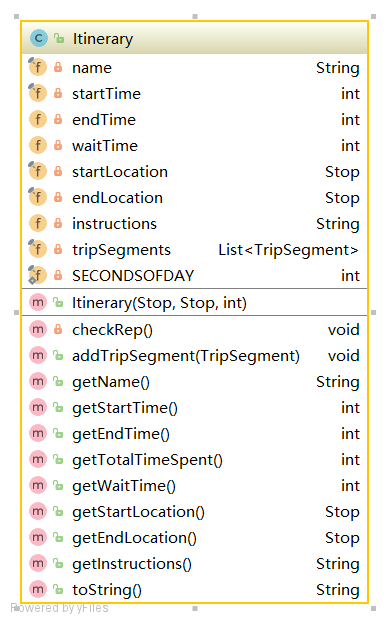 C Itinerary
f name String
f startTime int
f endTime int
f waitTime int
f startLocation Stop
f endLocation Stop
f instructions String
f tripSegments List<TripSegment>
f SECONDSOFDAY int
m Itinerary(Stop, Stop, int)
m checkRep() void
m addTripSegment(TripSegment) void
m getName() String
m getStartTime() int
m getEndTime() int
m getTotalTimeSpent() int
m getWaitTime() int
m getStartLocation() Stop
m getEndLocation() Stop
m getInstructions() String
m toString() String
Powered by yFiles